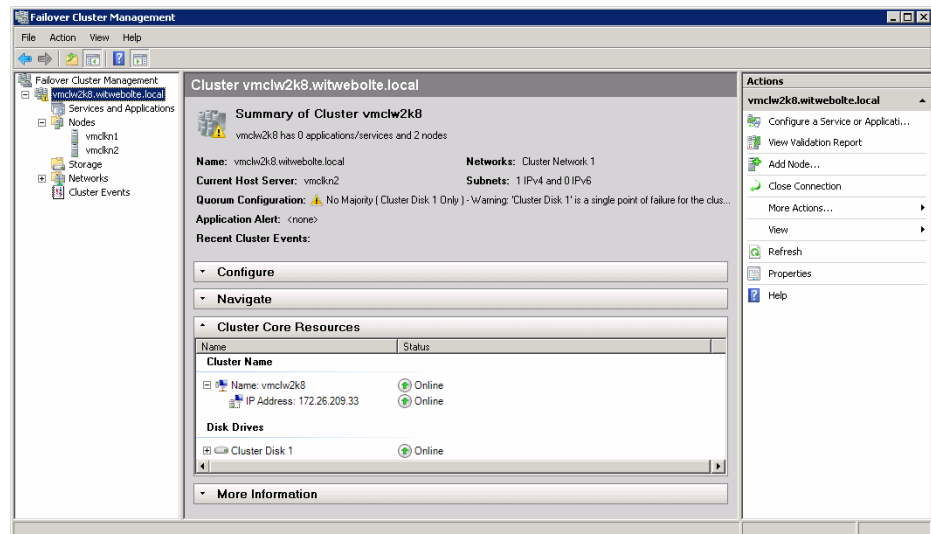 Failover Cluster Management
File Action View Help
Failover Cluster Management
vmclw2k8.witwebolte.local
Services and Applications
Nodes
vmclkn1
vmclkn2
Storage
Networks
Cluster Events
Cluster vmclw2k8.witwebolte.local
Summary of Cluster vmclw2k8
vmclw2k8 has 0 applications/services and 2 nodes
Name: vmclw2k8.witwebolte.local Networks: Cluster Network 1
Current Host Server: vmclkn2 Subnets: 1 IPv4 and 0 IPv6
Quorum Configuration: No Majority ( Cluster Disk 1 Only ) - Warning: 'Cluster Disk 1' is a single point of failure for the clus...
Application Alert: <none>
Recent Cluster Events:
Configure
Navigate
Cluster Core Resources
Name Status
Cluster Name
Name: vmclw2k8 Online
IP Address: 172.26.209.33 Online
Disk Drives
Cluster Disk 1 Online
More Information
Actions
vmclw2k8.witwebolte.local
Configure a Service or Applicati...
View Validation Report
Add Node...
Close Connection
More Actions...
View
Refresh
Properties
Help